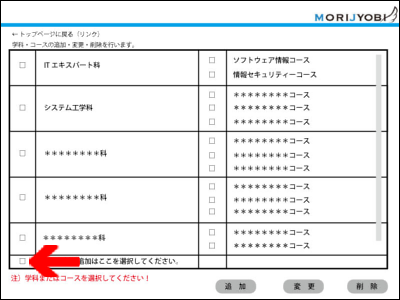 MORIJYOBI
← トップページに戻る（リンク）
学科・コースの追加・変更・削除を行います。
ITエキスパート科
ソフトウェア情報コース
情報セキュリティーコース
システム工学科
＊＊＊＊＊＊＊＊コース
＊＊＊＊＊＊＊＊コース
＊＊＊＊＊＊＊＊コース
＊＊＊＊＊＊＊＊科
＊＊＊＊＊＊＊＊コース
＊＊＊＊＊＊＊＊コース
＊＊＊＊＊＊＊＊コース
＊＊＊＊＊＊＊＊科
＊＊＊＊＊＊＊＊コース
＊＊＊＊＊＊＊＊コース
＊＊＊＊＊＊＊＊コース
＊＊＊＊＊＊＊＊科
＊＊＊＊＊＊＊＊コース
＊＊＊＊＊＊＊＊コース
追加はここを選択してください。
注）学科またはコースを選択してください！
追 加 変 更 削 除